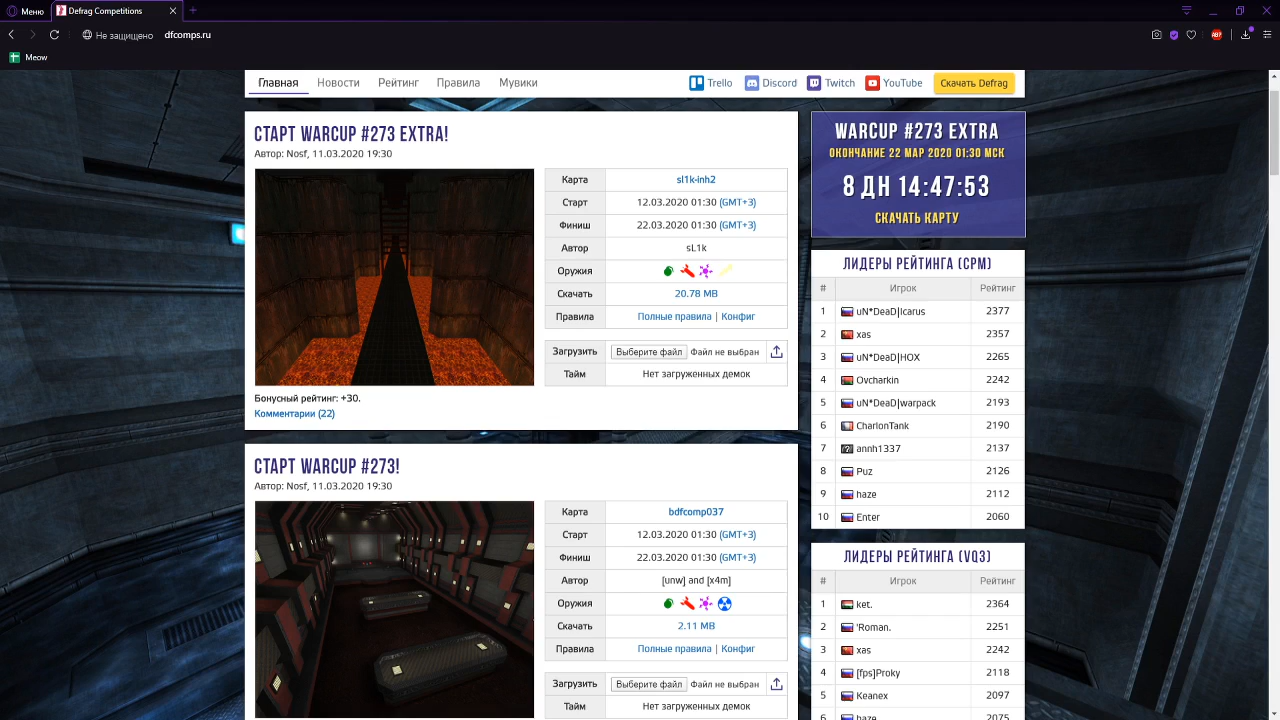 Меню
Defrag Competitions
Не защищено dfcomps.ru
ABP
Meow
Главная Новости Рейтинг Правила Мувики Trello Discord Twitch YouTube Скачать Defrag
СТАРТ WARCUP #273 EXTRA!
Автор: Nosf, 11.03.2020 19:30
Карта sl1k-inh2
Старт 12.03.2020 01:30 (GMT+3)
Финиш 22.03.2020 01:30 (GMT+3)
Автор sL1k
Оружия
Скачать 20.78 MB
Правила Полные правила | Конфиг
Загрузить Выберите файл Файл не выбран
Тайм Нет загруженных демок
Бонусный рейтинг: +30.
Комментарии (22)
СТАРТ WARCUP #273!
Автор: Nosf, 11.03.2020 19:30
Карта bdfcomp037
Старт 12.03.2020 01:30 (GMT+3)
Финиш 22.03.2020 01:30 (GMT+3)
Автор [unw] and [x4m]
Оружия
Скачать 2.11 MB
Правила Полные правила | Конфиг
Загрузить Выберите файл Файл не выбран
Тайм Нет загруженных демок
WARCUP #273 EXTRA
ОКОНЧАНИЕ 22 МАР 2020 01:30 МСК
8 ДН 14:47:53
СКАЧАТЬ КАРТУ
ЛИДЕРЫ РЕЙТИНГА (CPM)
# Игрок Рейтинг
1 uN*DeaD|Icarus 2377
2 xas 2357
3 uN*DeaD|HOX 2265
4 Ovcharkin 2242
5 uN*DeaD|warpack 2193
6 CharlonTank 2190
7 annh1337 2137
8 Puz 2126
9 haze 2112
10 Enter 2060
ЛИДЕРЫ РЕЙТИНГА (VQ3)
# Игрок Рейтинг
1 ket. 2364
2 'Roman. 2251
3 xas 2242
4 [fps]Proky 2118
5 Keanex 2097
6 haze 2075